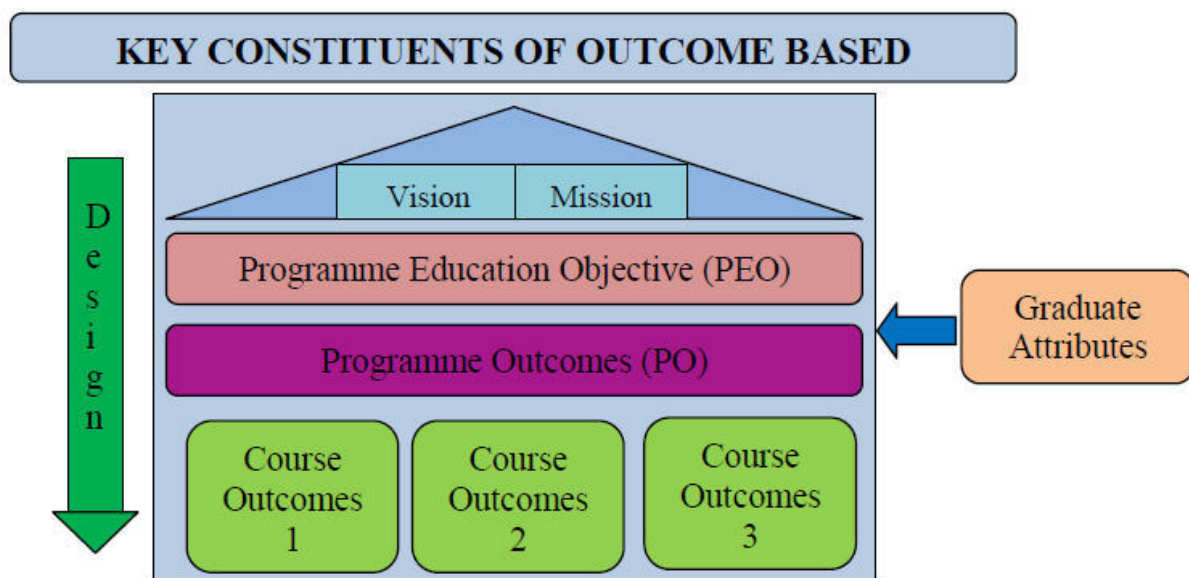 KEY CONSTITUENTS OF OUTCOME BASED
Design
Vision
Mission
Programme Education Objective (PEO)
Programme Outcomes (PO)
Graduate
Attributes
Course
Outcomes
1
Course
Outcomes
2
Course
Outcomes
3